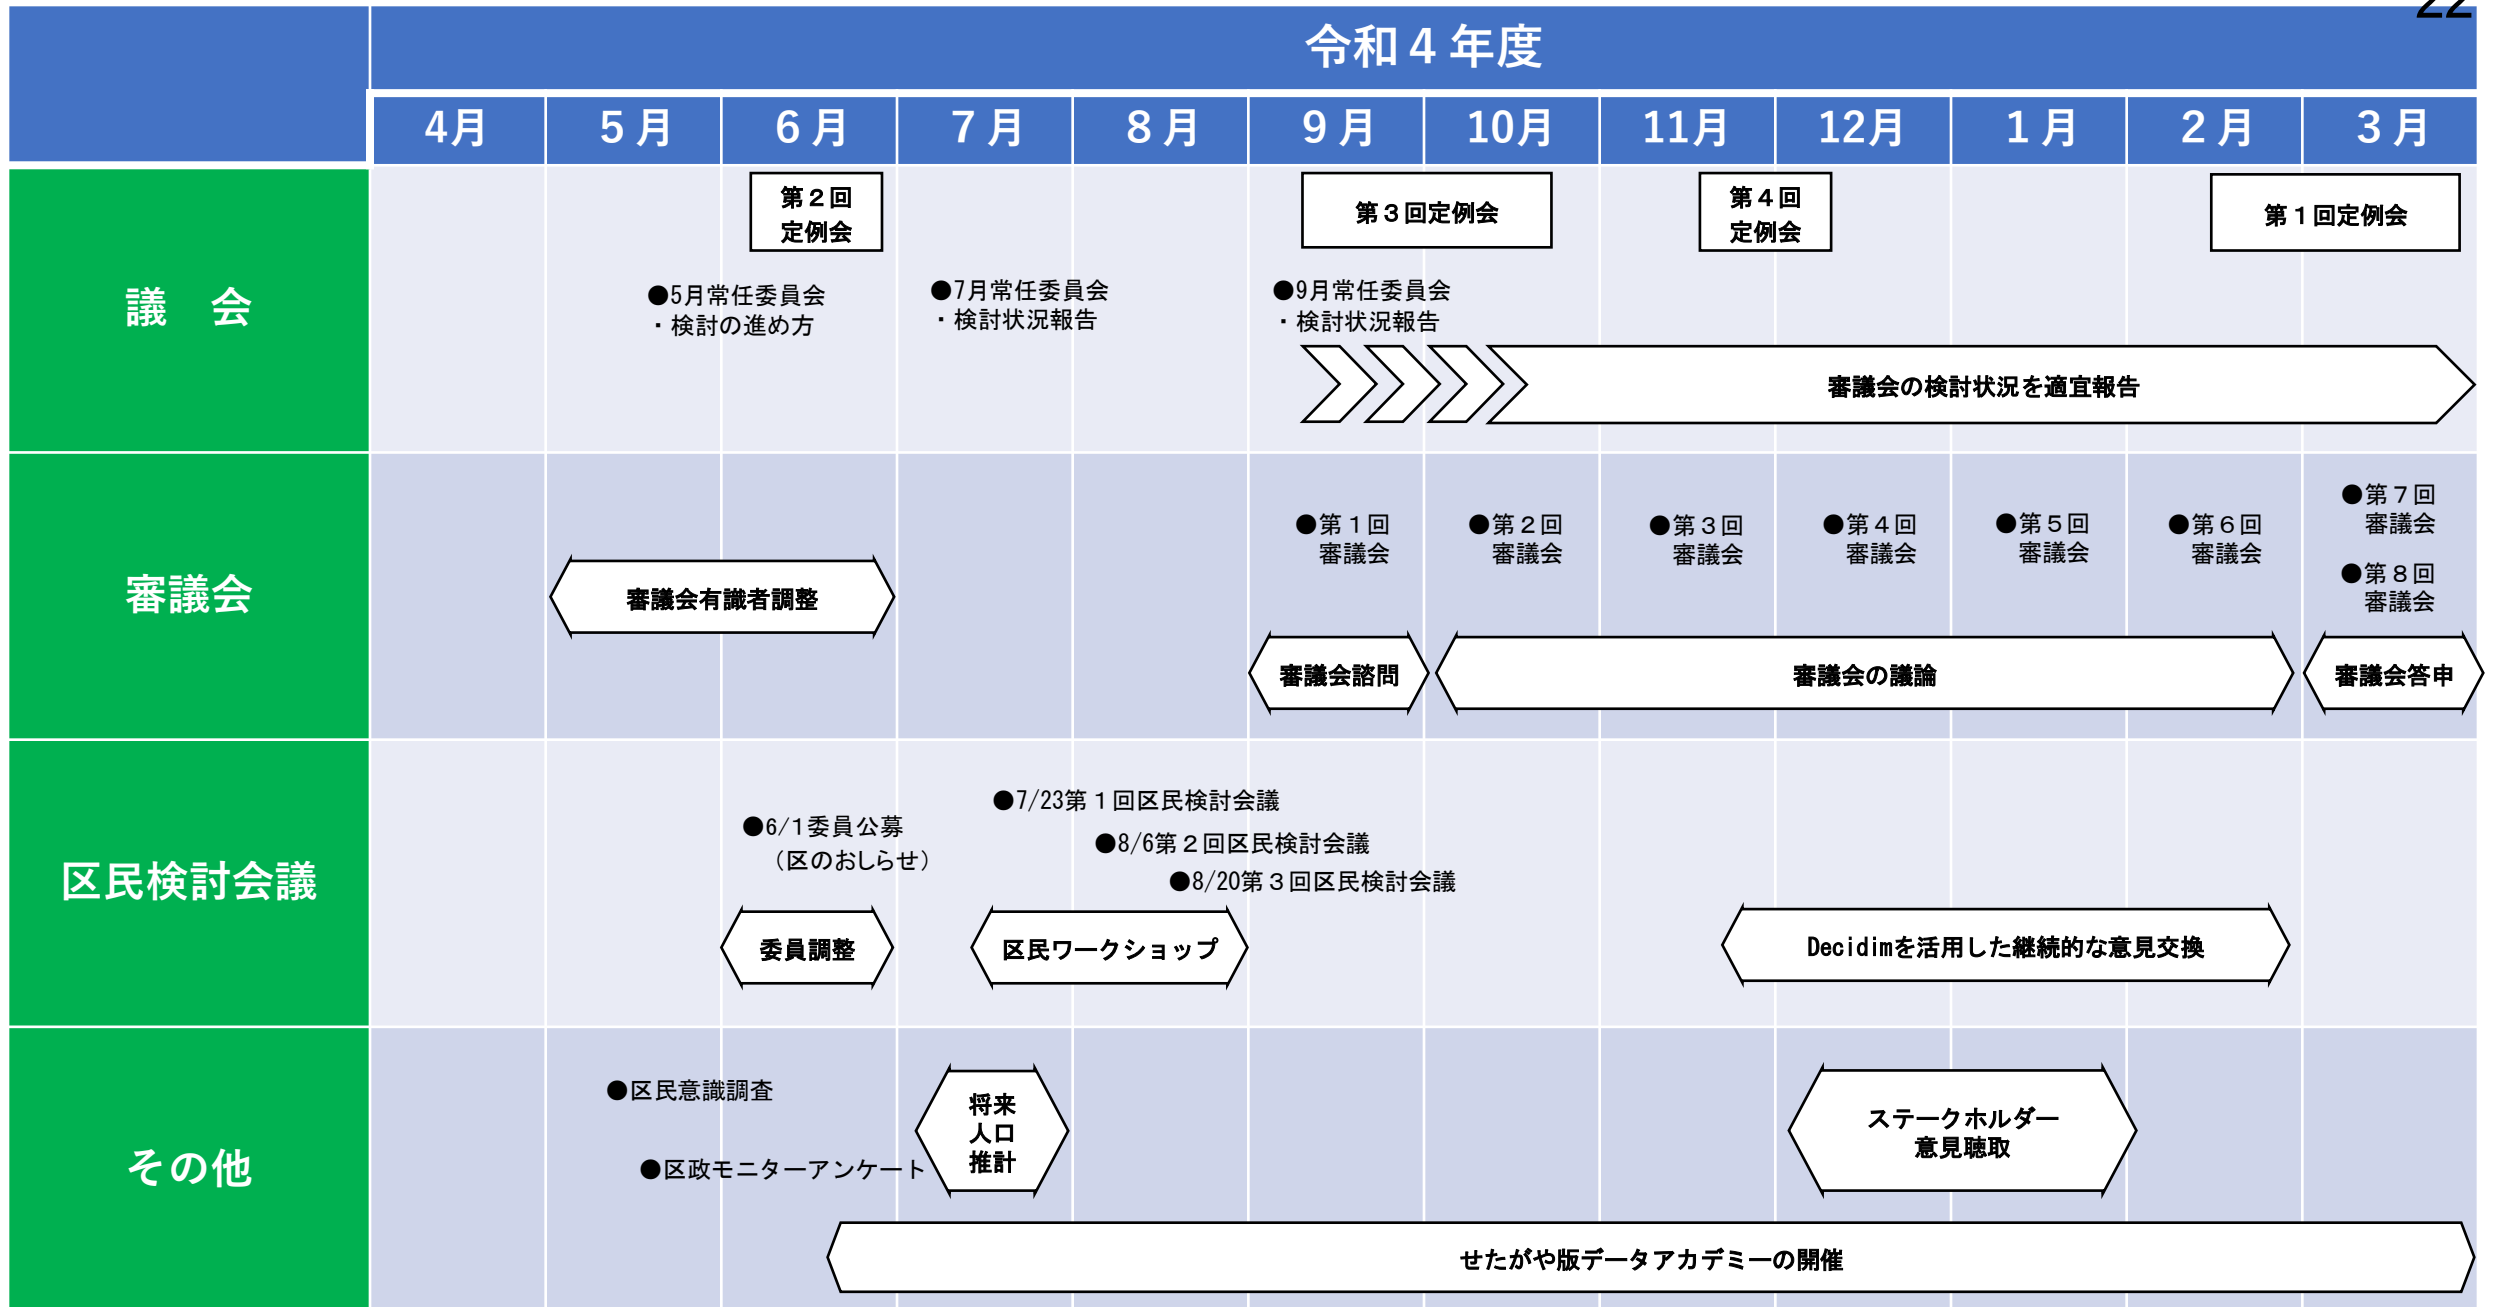 22
令和４年度
4月
５月
６月
７月
８月
９月
10月
11月
12月
１月
２月
３月
議　会
第２回
定例会
第３回定例会
第４回
定例会
第１回定例会
●5月常任委員会
・検討の進め方
●7月常任委員会
・検討状況報告
●9月常任委員会
・検討状況報告
審議会の検討状況を適宜報告
審議会
審議会有識者調整
●第１回
審議会
●第２回
審議会
●第３回
審議会
●第４回
審議会
●第５回
審議会
●第６回
審議会
●第７回
審議会
●第８回
審議会
審議会諮問
審議会の議論
審議会答申
区民検討会議
●6/１委員公募
（区のおしらせ）
●7/23第１回区民検討会議
●8/6第２回区民検討会議
●8/20第３回区民検討会議
委員調整
区民ワークショップ
Decidimを活用した継続的な意見交換
その他
●区民意識調査
●区政モニターアンケート
将来
人口
推計
ステークホルダー
意見聴取
せたがや版データアカデミーの開催